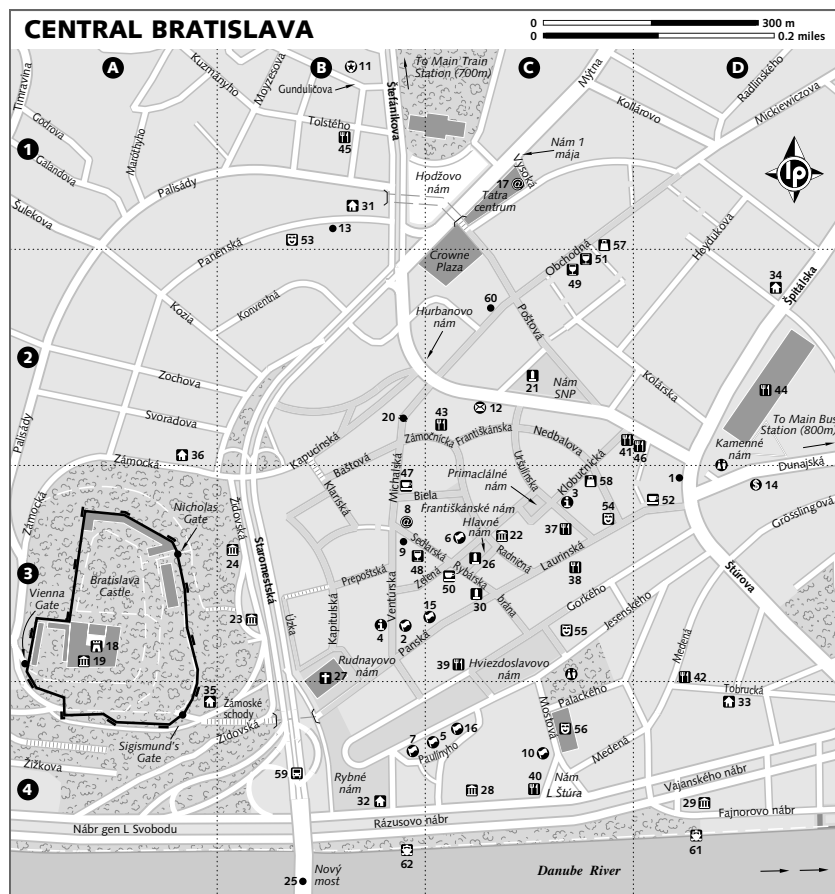 CENTRAL BRATISLAVA
0 300 m
0 0.2 miles
A
B
C
D
1
2
3
4
11
To Main Train
Station (700m)
Kuzmányho
Moyzesova
Gundulićova
Tolstého
45
Štefánikova
Timravina
Godrova
Galandova
Maróthyho
Palisády
Šulekova
Mýtna
Radlinského
Kollárovo
Mickiewiczova
Nám 1
mája
Vysoká
Hodžovo
nám
17
Tatra
centrum
lp
31
13
53
Panenská
Crowne
Plaza
Obchodná
57
51
49
Heydukova
34
Špitálska
Kozia
Konventná
60
Hurbanovo
nám
Poštová
Zochova
Svoradova
Palisády
21
Nám
SNP
Kolárska
44
To Main Bus
Station (800m)
20
43
12
Zámočnícka
Františkánska
Nedbalova
Uršulínska
41
46
Kamenné
nám
Dunajská
Zámocká
36
Kapucínska
Baštová
Michalská
47
Primaciálné
nám
Klobučnícka
58
3
1
52
14
Grösslingová
Zámocká
Nicholas
Gate
Židovská
Klariská
Biela
8
Františkánské nám
Hlavné
nám
6
22
54
37
9
Sedlárska
48
Radničná
Laurinská
Štúrova
24
Staromestská
Bratislava
Castle
Vienna
Gate
Prepoštská
Zelená
50
Rybárska
26
brána
38
30
Ventúrska
15
Gorkého
Jesenského
18
19
23
Úzka
Kapitulská
4
2
Panská
55
Medená
Rudnayovo
nám
39
Hviezdoslavovo
nám
27
42
35
Zámoské
schody
Židovská
Tobrucká
33
Palackého
Mostová
56
Sigismund's
Gate
16
7
5
Paulínyho
10
Medená
Žižkova
59
Rybné
nám
40
Nám
L Štúra
28
Vajanského nábr
29
32
Rázusovo nábr
Fajnorovo nábr
Nábr gen L Svobodu
62
61
25
Nový
most
Danube River